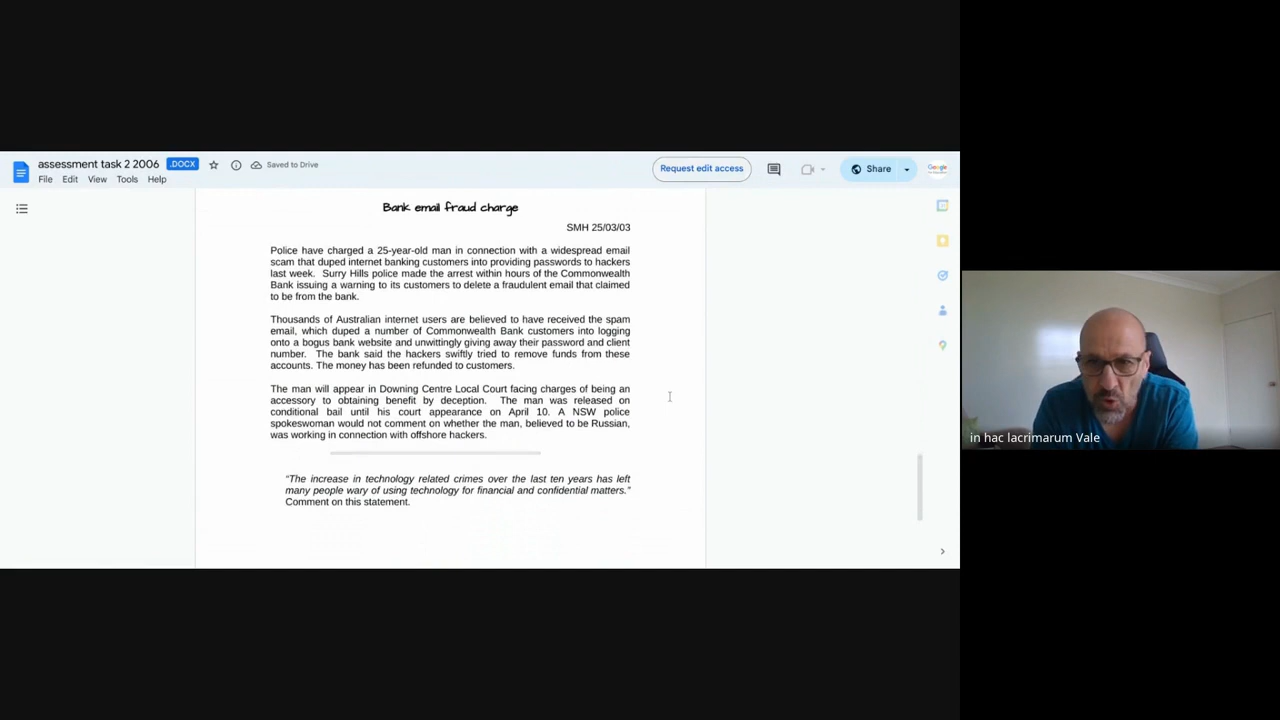 assessment task 2 2006
.DOCX
Saved to Drive
File Edit View Tools Help
Request edit access
Share
Bank email fraud charge
SMH 25/03/03
Police have charged a 25-year-old man in connection with a widespread email
scam that duped internet banking customers into providing passwords to hackers
last week. Surry Hills police made the arrest within hours of the Commonwealth
Bank issuing a warning to its customers to delete a fraudulent email that claimed
to be from the bank.
Thousands of Australian internet users are believed to have received the spam
email, which duped a number of Commonwealth Bank customers into logging
onto a bogus bank website and unwittingly giving away their password and client
number. The bank said the hackers swiftly tried to remove funds from these
accounts. The money has been refunded to customers.
The man will appear in Downing Centre Local Court facing charges of being an
accessory to obtaining benefit by deception. The man was released on
conditional bail until his court appearance on April 10. A NSW police
spokeswoman would not comment on whether the man, believed to be Russian,
was working in connection with offshore hackers.
"The increase in technology related crimes over the last ten years has left
many people wary of using technology for financial and confidential matters."
Comment on this statement.
in hac lacrimarum Vale